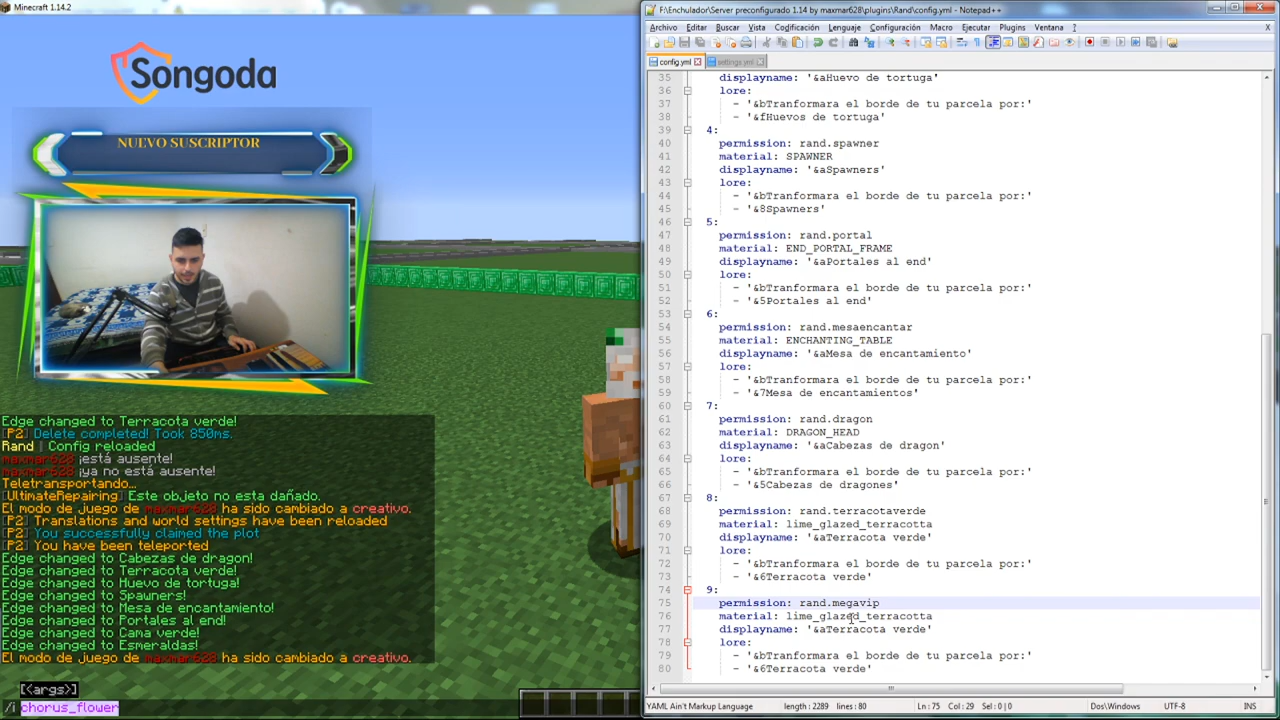 Minecraft 1.14.2
Songoda
NUEVO SUSCRIPTOR
Edge changed to Terracota verde!
[P2] Delete completed! Took 850ms.
Rand | Config reloaded
maxmar628 ¡está ausente!
maxmar628 ¡ya no está ausente!
Teletransportando...
[UltimateRepairing] Este objeto no esta dañado.
El modo de juego de maxmar628 ha sido cambiado a creativo.
[P2] Translations and world settings have been reloaded
[P2] You successfully claimed the plot
[P2] You have been teleported
Edge changed to Cabezas de dragon!
Edge changed to Terracota verde!
Edge changed to Huevo de tortuga!
Edge changed to Spawners!
Edge changed to Mesa de encantamiento!
Edge changed to Portales al end!
Edge changed to Cama verde!
Edge changed to Esmeraldas!
El modo de juego de maxmar628 ha sido cambiado a creativo.
[<args>]
/i chorus_flower
F:\Enchulador\Server preconfigurado 1.14 by maxmar628\plugins\Rand\config.yml - Notepad++
Archivo Editar Buscar Vista Codificación Lenguaje Configuración Macro Ejecutar Plugins Ventana ? X
config.yml settings.yml
35 displayname: '&aHuevo de tortuga'
36 lore:
37 - '&bTranformara el borde de tu parcela por:'
38 - '&fHuevos de tortuga'
39 4:
40 permission: rand.spawner
41 material: SPAWNER
42 displayname: '&aSpawners'
43 lore:
44 - '&bTranformara el borde de tu parcela por:'
45 - '&8Spawners'
46 5:
47 permission: rand.portal
48 material: END_PORTAL_FRAME
49 displayname: '&aPortales al end'
50 lore:
51 - '&bTranformara el borde de tu parcela por:'
52 - '&5Portales al end'
53 6:
54 permission: rand.mesaencantar
55 material: ENCHANTING_TABLE
56 displayname: '&aMesa de encantamiento'
57 lore:
58 - '&bTranformara el borde de tu parcela por:'
59 - '&7Mesa de encantamientos'
60 7:
61 permission: rand.dragon
62 material: DRAGON_HEAD
63 displayname: '&aCabezas de dragon'
64 lore:
65 - '&bTranformara el borde de tu parcela por:'
66 - '&5Cabezas de dragones'
67 8:
68 permission: rand.terracotaverde
69 material: lime_glazed_terracotta
70 displayname: '&aTerracota verde'
71 lore:
72 - '&bTranformara el borde de tu parcela por:'
73 - '&6Terracota verde'
74 9:
75 permission: rand.megavip
76 material: lime_glazed_terracotta
77 displayname: '&aTerracota verde'
78 lore:
79 - '&bTranformara el borde de tu parcela por:'
80 - '&6Terracota verde'
YAML Ain't Markup Language length : 2289 lines : 80 Ln : 75 Col : 29 Sel : 0 | 0 Dos\Windows UTF-8 INS